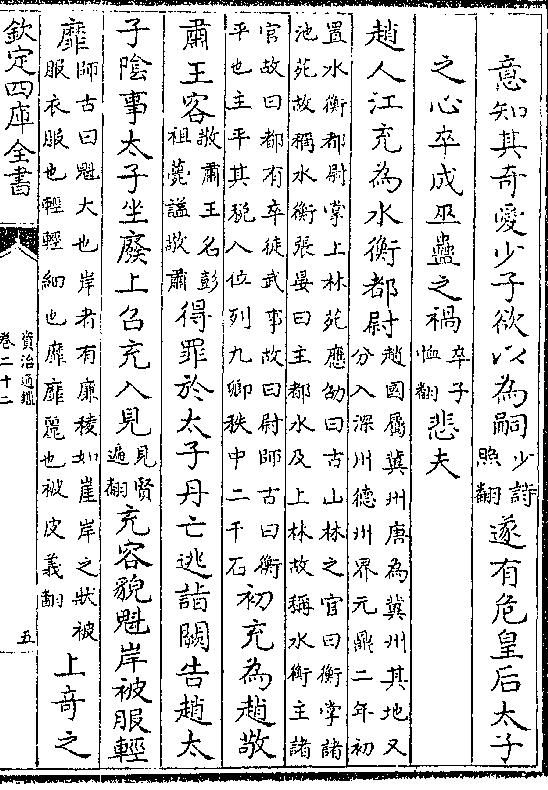 意知其奇愛少子欲以為嗣少詩照翻遂有危皇后太子
之心卒成巫蠱之禍卒子恤翻悲夫
趙人江充為水衡都尉趙國屬冀州唐為冀州其地又分入深川德州界元鼎二年初
置水衡都尉掌上林苑應劭曰古山林之官曰衡掌諸池苑故稱水衡張晏曰主都水及上林故稱水衡主諸
官故曰都有卒徒武事故曰尉師古曰衡平也主平其稅入位列九卿秩中二千石初充為趙敬
肅王客敬肅王名彭祖薨謚敬肅得罪於太子丹亡逃詣闕告趙太
子陰事太子坐廢上召充入見見賢遍翻充容貌魁岸被服輕
靡師古曰魁大也岸者有廉稜如崖岸之狀被服衣服也輕輕細也靡靡麗也被皮義翻上奇之
欽定四庫全書
資治通鑑
卷二十二
五